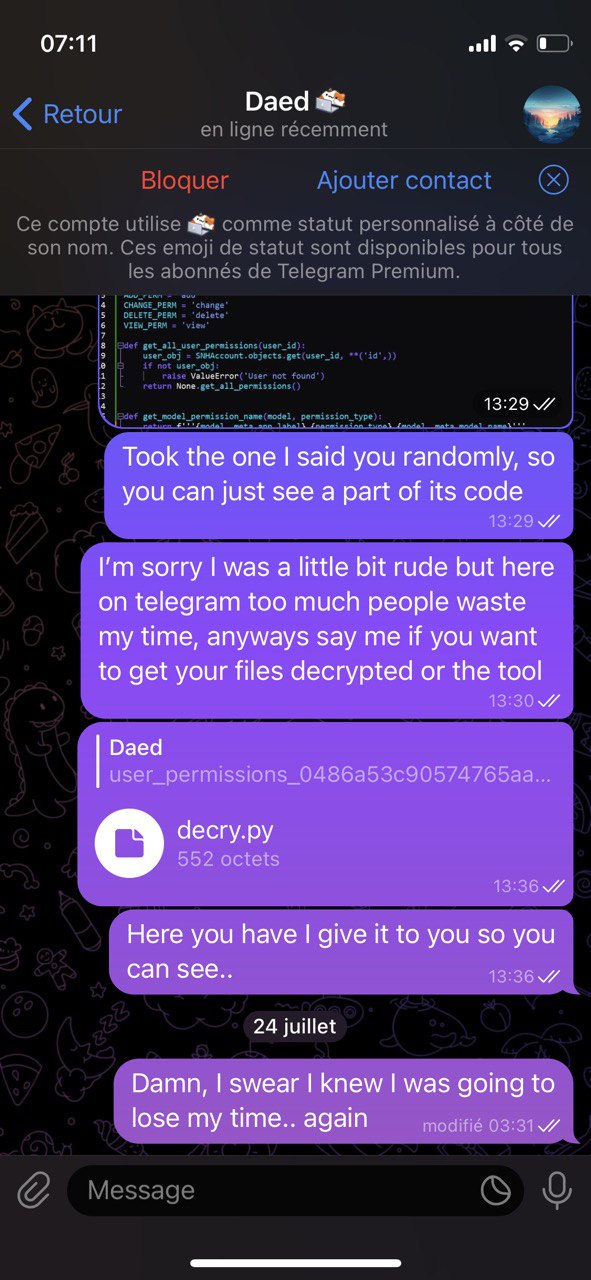 07:11
Retour
Daed
en ligne récemment
Bloquer
Ajouter contact
Ce compte utilise comme statut personnalisé à côté de
son nom. Ces emoji de statut sont disponibles pour tous
les abonnés de Telegram Premium.
4 CHANGE_PERM = 'change'
5 DELETE_PERM = 'delete'
6 VIEW_PERM = 'view'
7
8 def get_all_user_permissions(user_id):
9 user_obj = SNHAccount.objects.get(user_id, **('id',))
0 if not user_obj:
1 raise ValueError('User not found')
2 return None.get_all_permissions()
3
4
5 def get_model_permission_name(model, permission_type):
13:29
Took the one I said you randomly, so
you can just see a part of its code
13:29
I'm sorry I was a little bit rude but here
on telegram too much people waste
my time, anyways say me if you want
to get your files decrypted or the tool
13:30
Daed
user_permissions_0486a53c90574765aa...
decry.py
552 octets
13:36
Here you have I give it to you so you
can see..
13:36
24 juillet
Damn, I swear I knew I was going to
lose my time.. again
modifié 03:31
Message